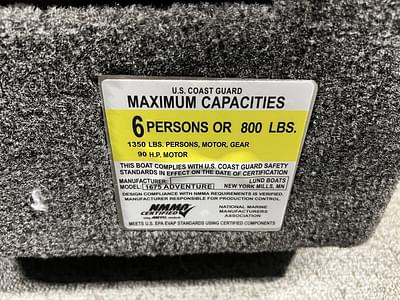 U.S. COAST GUARD
MAXIMUM CAPACITIES
6 PERSONS OR 800 LBS.
1350 LBS. PERSONS, MOTOR, GEAR
90 H.P. MOTOR
THIS BOAT COMPLIES WITH U.S. COAST GUARD SAFETY
STANDARDS IN EFFECT ON THE DATE OF CERTIFICATION
MANUFACTURER: LUND BOATS
MODEL: 1675 ADVENTURE NEW YORK MILLS, MN
DESIGN COMPLIANCE WITH NMMA REQUIREMENTS IS VERIFIED.
MANUFACTURER RESPONSIBLE FOR PRODUCTION CONTROL.
NMMA
CERTIFIED
NATIONAL MARINE
MANUFACTURERS
ASSOCIATION
MEETS U.S. EPA EVAP STANDARDS USING CERTIFIED COMPONENTS